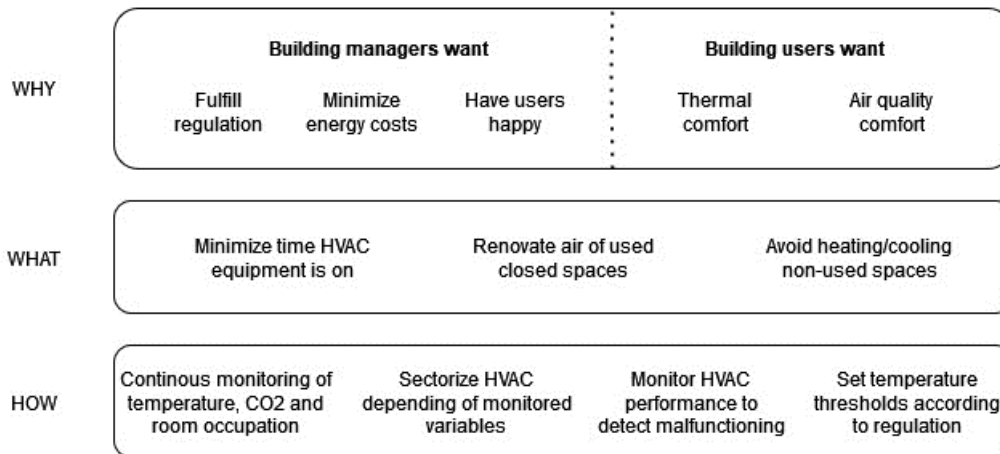 WHY
Building managers want
Building users want
Fulfill
regulation
Minimize
energy costs
Have users
happy
Thermal
comfort
Air quality
comfort
WHAT
Minimize time HVAC
equipment is on
Renovate air of used
closed spaces
Avoid heating/cooling
non-used spaces
HOW
Continous monitoring of
temperature, CO2 and
room occupation
Sectorize HVAC
depending of monitored
variables
Monitor HVAC
performance to
detect malfunctioning
Set temperature
thresholds according
to regulation